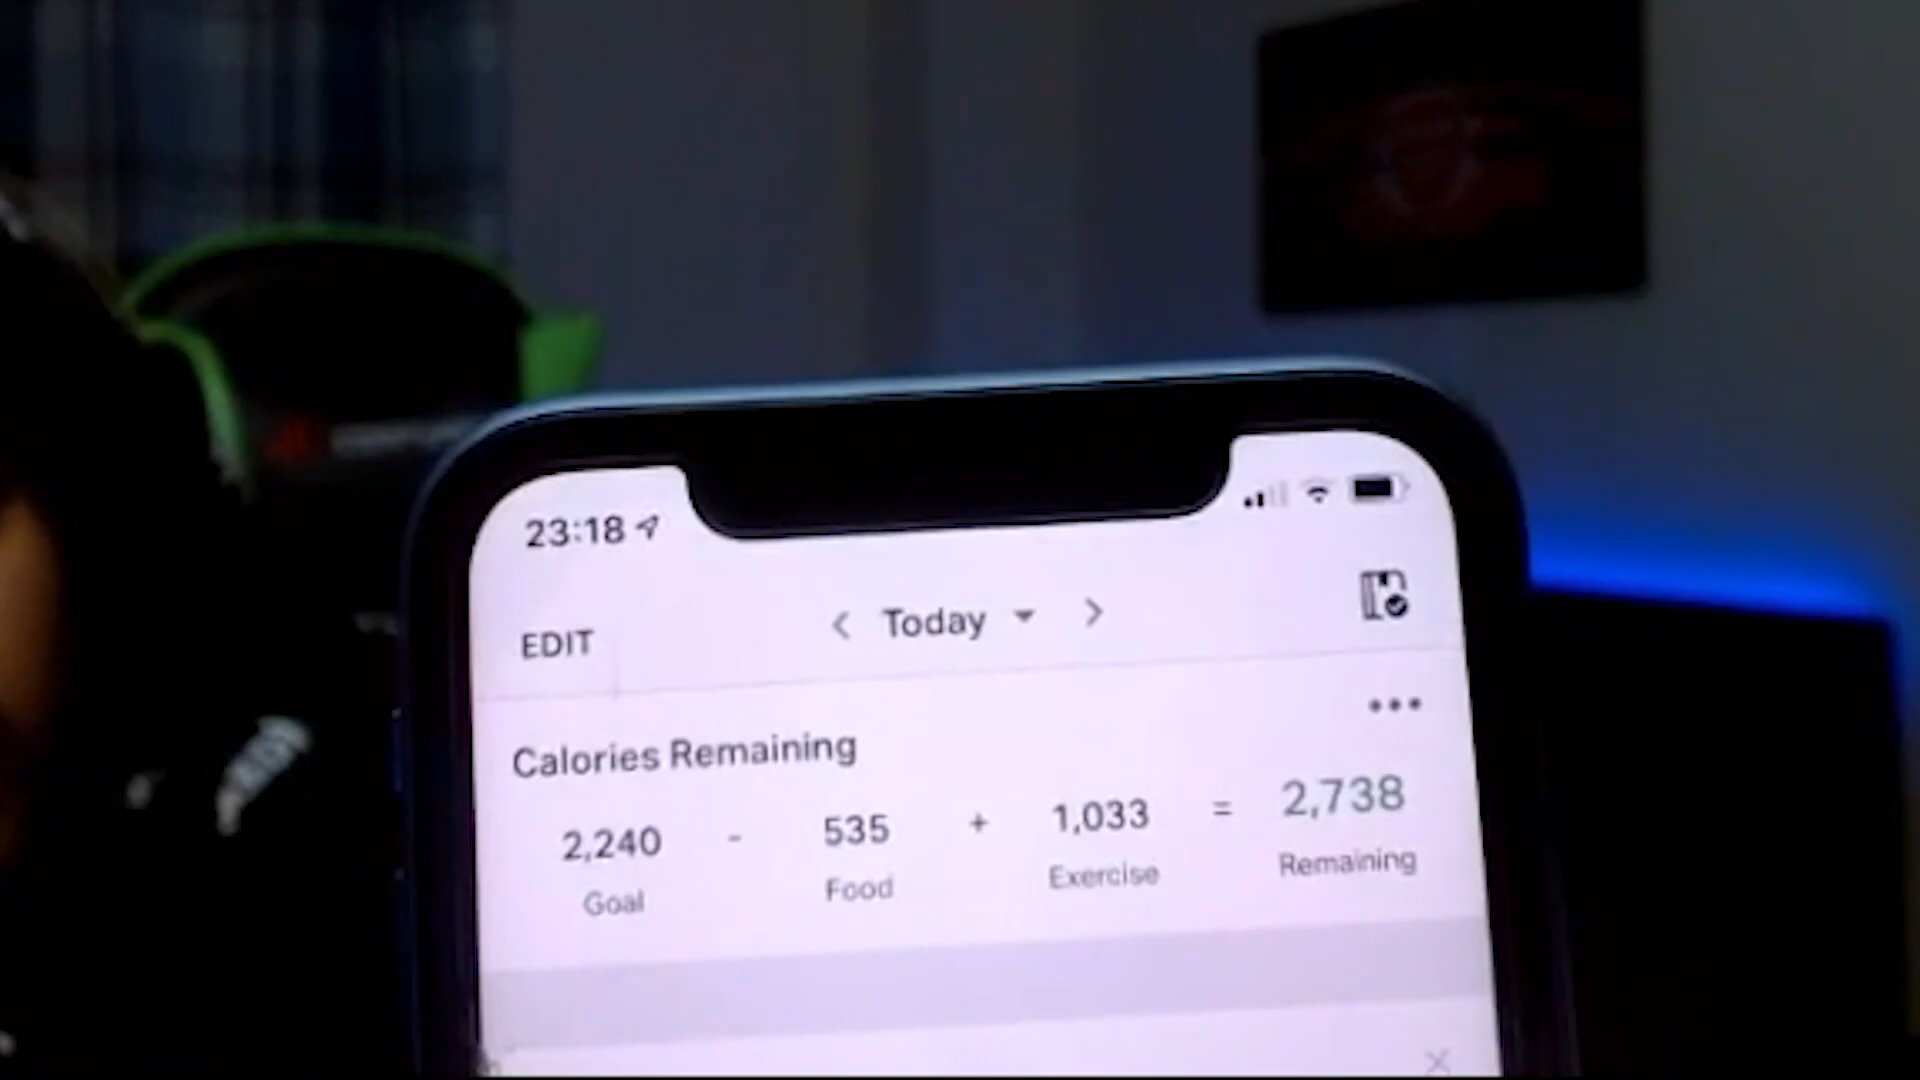 23:18
EDIT
Today
Calories Remaining
2,240 - 535 + 1,033 = 2,738
Goal Food Exercise Remaining